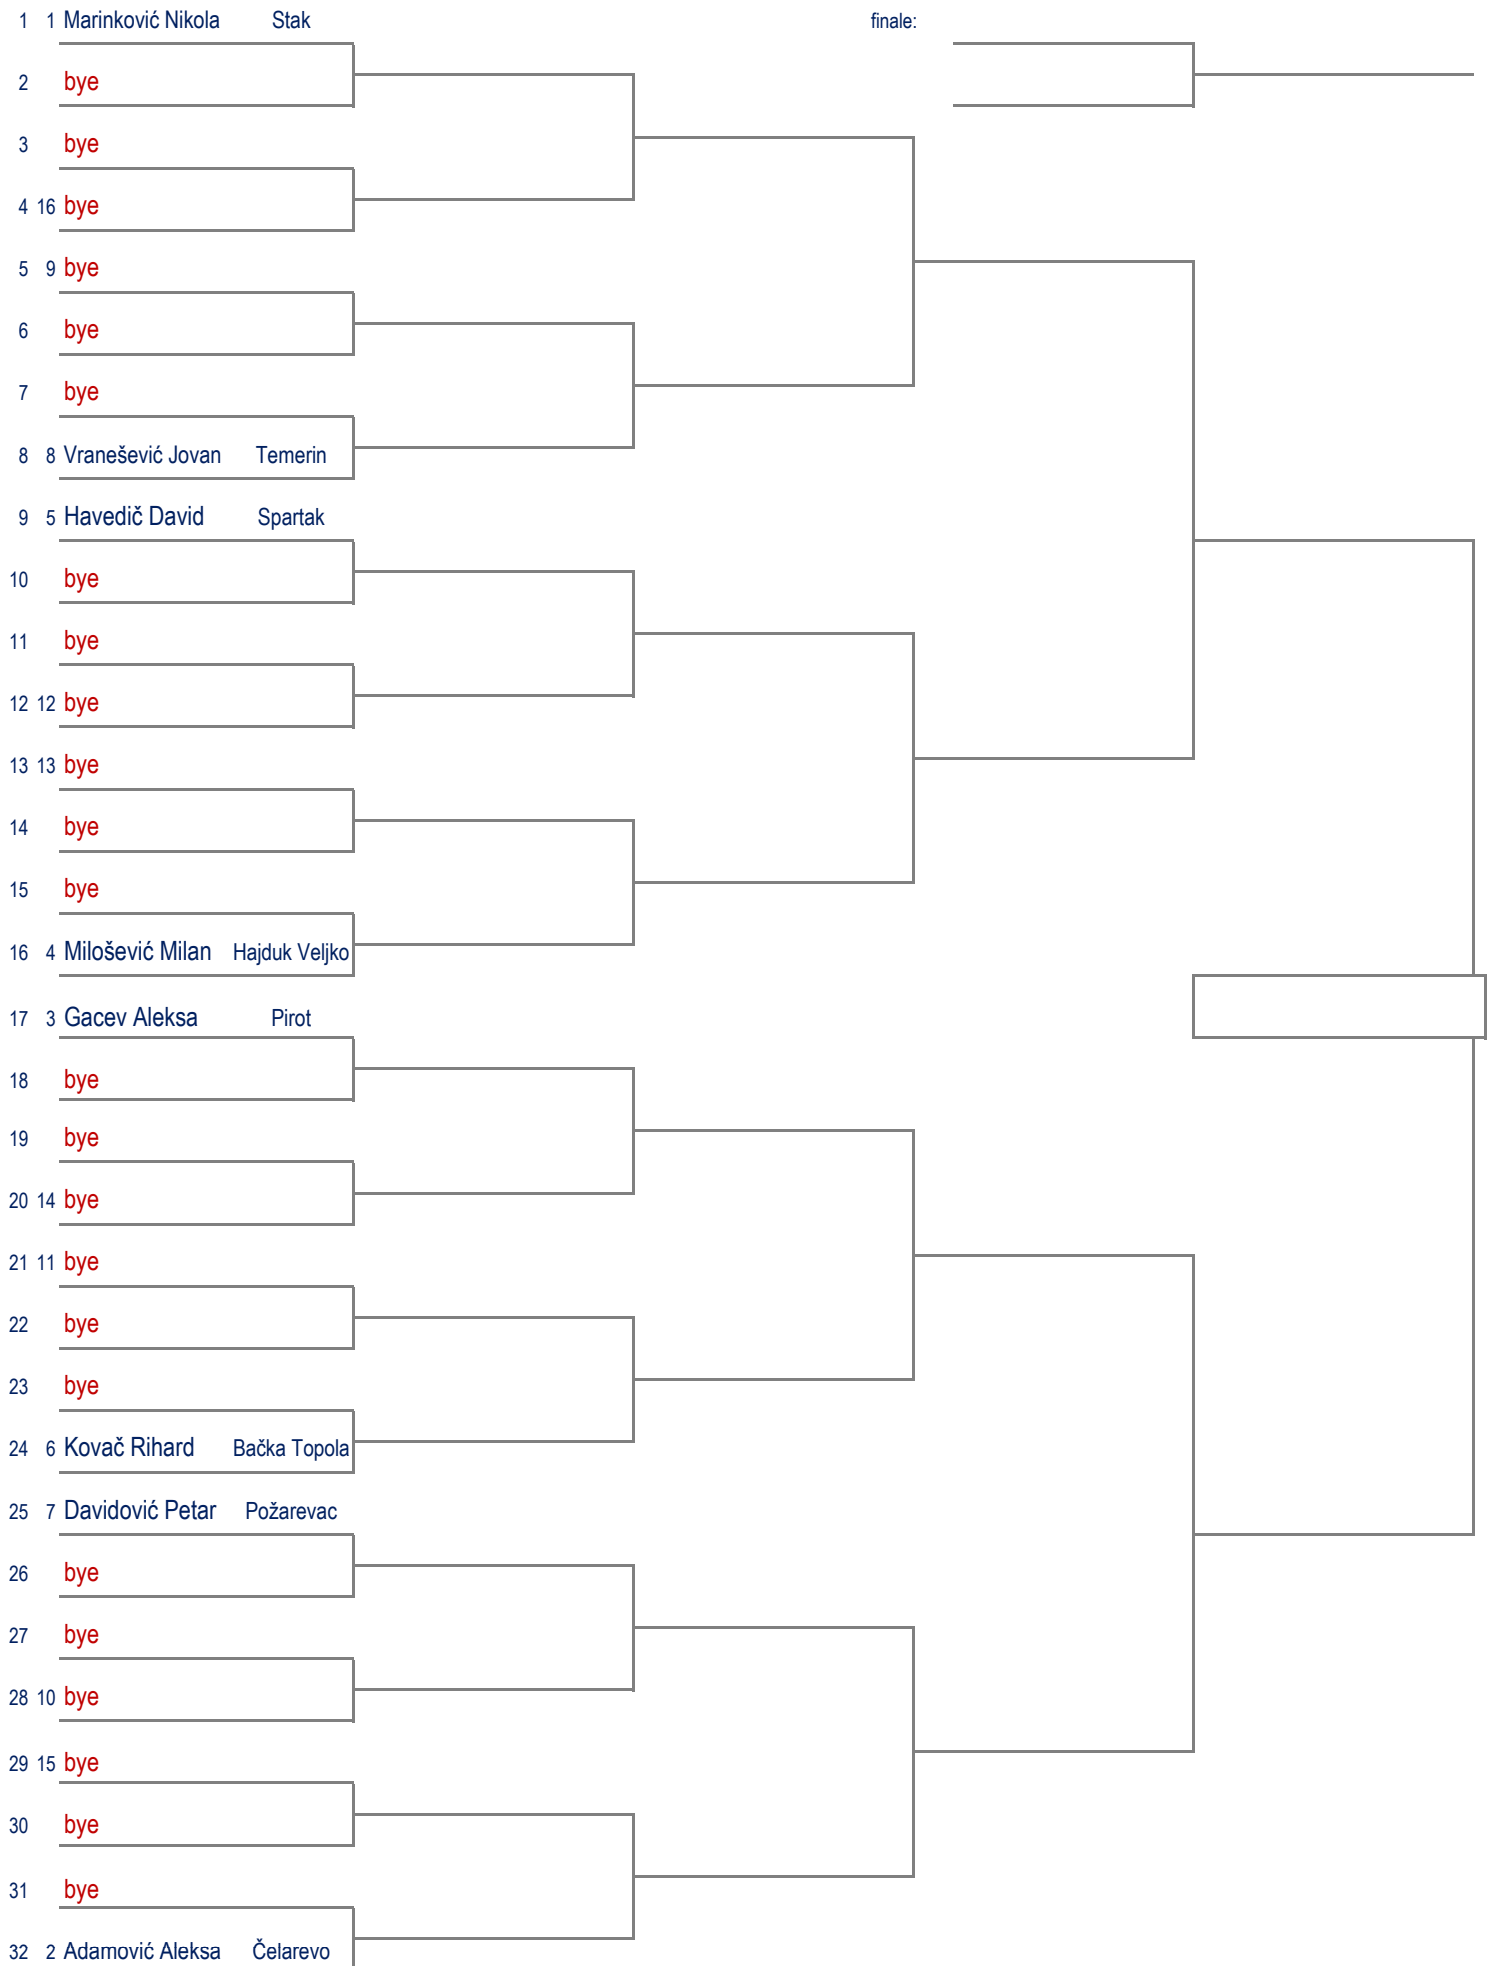 1 1 Marinković Nikola Stak finale:
2 bye
3 bye
4 16 bye
5 9 bye
6 bye
7 bye
8 8 Vranešević Jovan Temerin
9 5 Havedič David Spartak
10 bye
11 bye
12 12 bye
13 13 bye
14 bye
15 bye
16 4 Milošević Milan Hajduk Veljko
17 3 Gacev Aleksa Pirot
18 bye
19 bye
20 14 bye
21 11 bye
22 bye
23 bye
24 6 Kovač Rihard Bačka Topola
25 7 Davidović Petar Požarevac
26 bye
27 bye
28 10 bye
29 15 bye
30 bye
31 bye
32 2 Adamović Aleksa Čelarevo